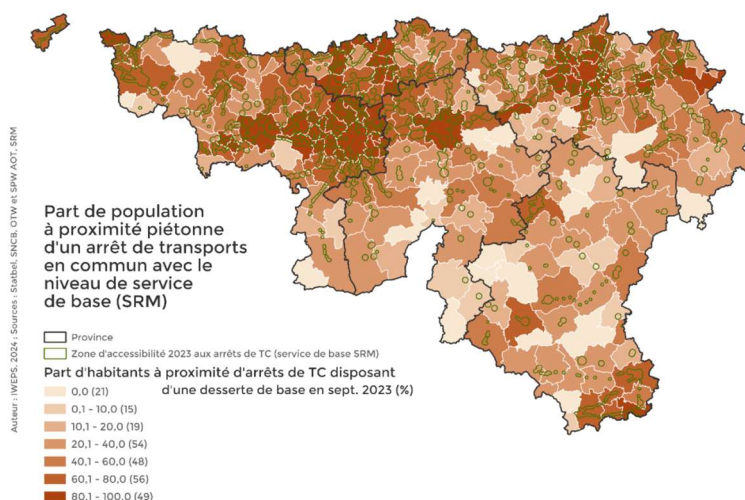 Part de population
à proximité piétonne
d'un arrêt de transports
en commun avec le
niveau de service
de base (SRM)
Province
Zone d'accessibilité 2023 aux arrêts de TC (service de base SRM)
Part d'habitants à proximité d'arrêts de TC disposant
d'une desserte de base en sept. 2023 (%)
0,0 (21)
0,1 - 10,0 (15)
10,1 - 20,0 (19)
20,1 - 40,0 (54)
40,1 - 60,0 (48)
60,1 - 80,0 (56)
80,1 - 100,0 (49)
Auteur : IWEPS, 2024 ; Sources : Statbel, SNCB, OTW et SPW AOT, SRM